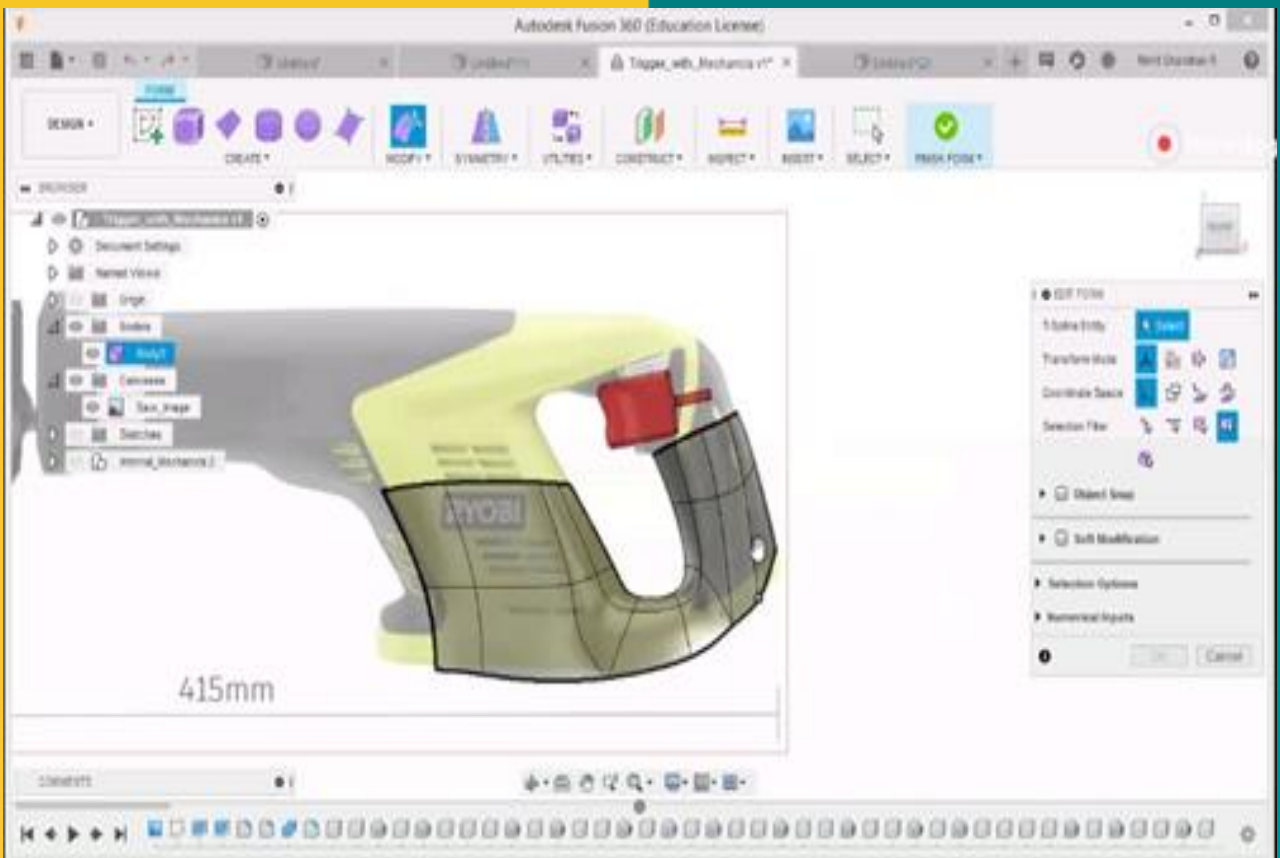 Autodesk Fusion 360 (Education License)
Trigger_with_Mechanics v1*
FORM
DESIGN
CREATE
MODIFY
SYMMETRY
UTILITIES
CONSTRUCT
INSPECT
INSERT
SELECT
FINISH FORM
BROWSER
Trigger_with_Mechanics v1
Document Settings
Named Views
Origin
Bodies
Body1
Canvases
Saw_Image
Sketches
EDIT FORM
T-Spline Entity
Select
Transform Mode
Coordinate Space
Selection Filter
Object Snap
Soft Modification
Selection Options
Numerical Inputs
OK
Cancel
RYOBI
415mm
COMMENTS